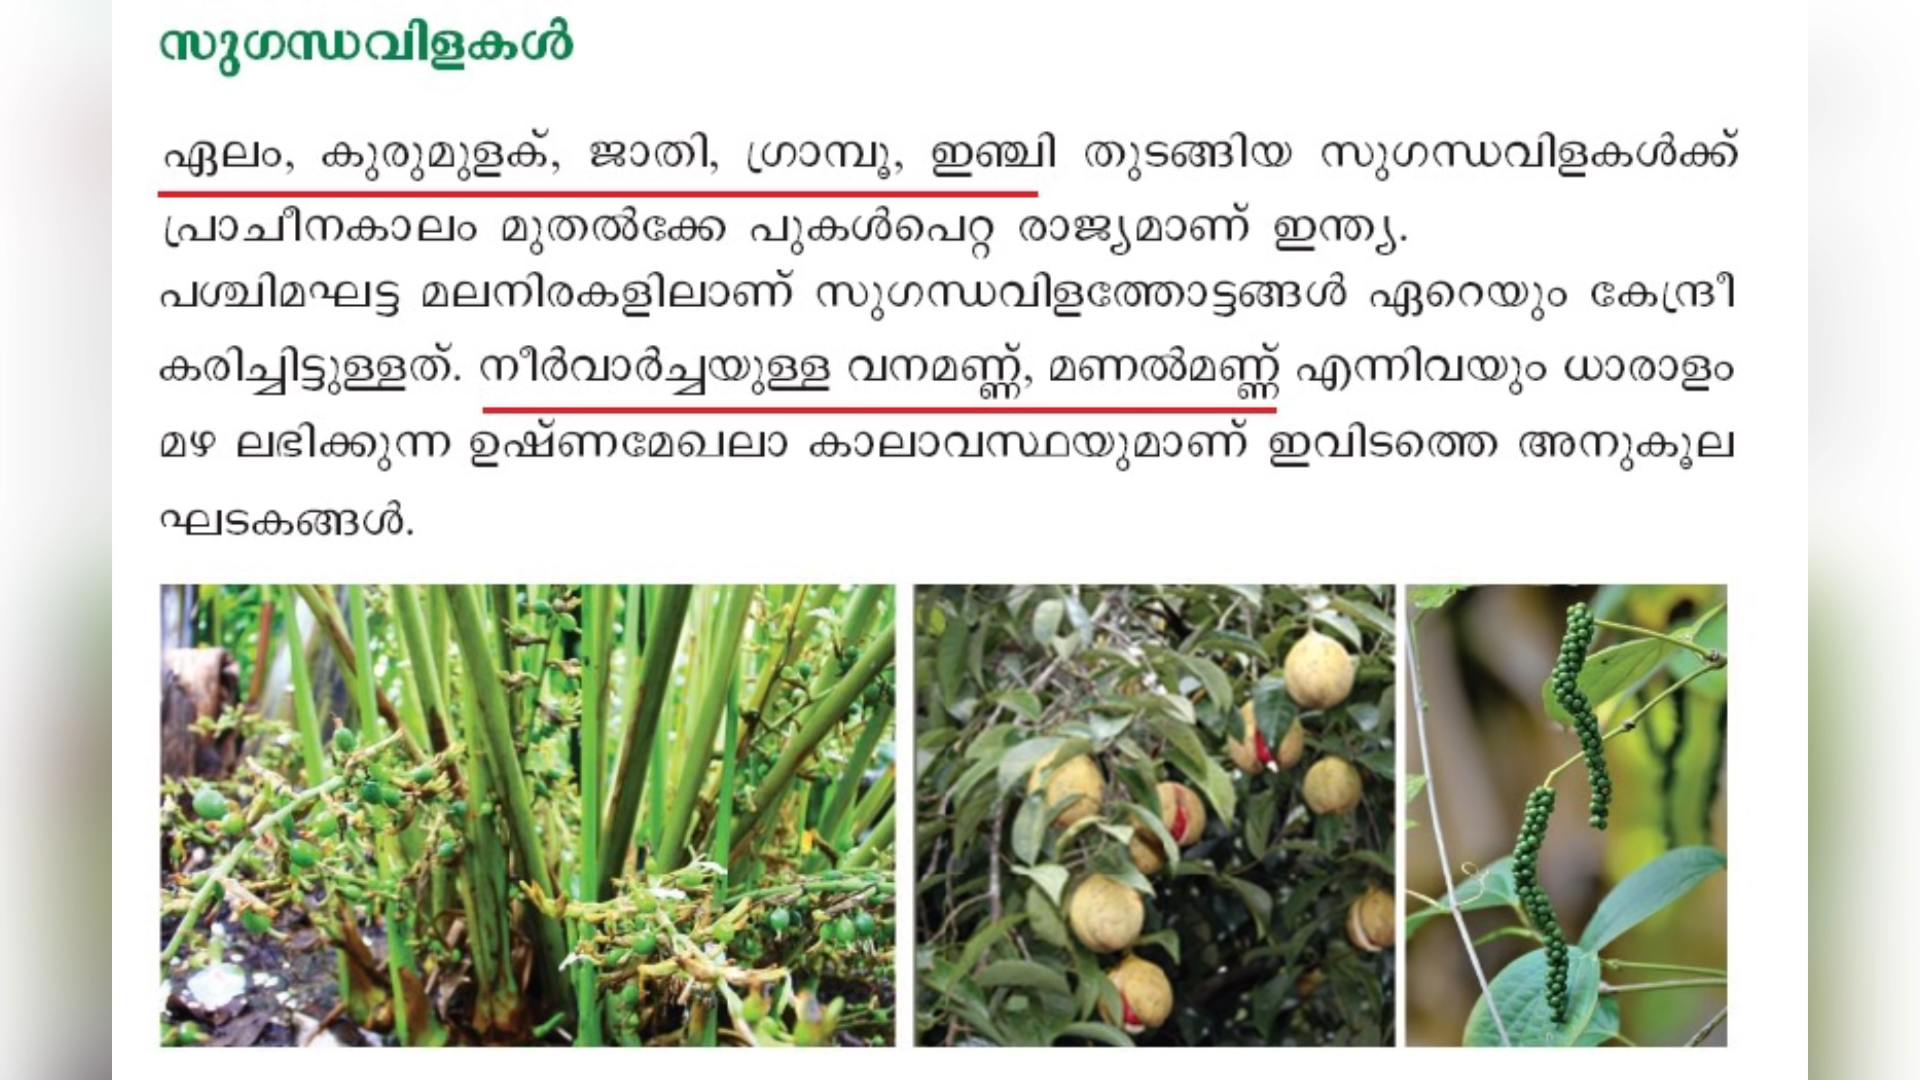 സുഗന്ധവിളകൾ
ഏലം, കുരുമുളക്, ജാതി, ഗ്രാമ്പൂ, ഇഞ്ചി തുടങ്ങിയ സുഗന്ധവിളകൾക്ക്
പ്രാചീനകാലം മുതൽക്കേ പുകൾപെറ്റ രാജ്യമാണ് ഇന്ത്യ.
പശ്ചിമഘട്ട മലനിരകളിലാണ് സുഗന്ധവിളത്തോട്ടങ്ങൾ ഏറെയും കേന്ദ്രീ
കരിച്ചിട്ടുള്ളത്. നീർവാർച്ചയുള്ള വനമണ്ണ്, മണൽമണ്ണ് എന്നിവയും ധാരാളം
മഴ ലഭിക്കുന്ന ഉഷ്ണമേഖലാ കാലാവസ്ഥയുമാണ് ഇവിടത്തെ അനുകൂല
ഘടകങ്ങൾ.